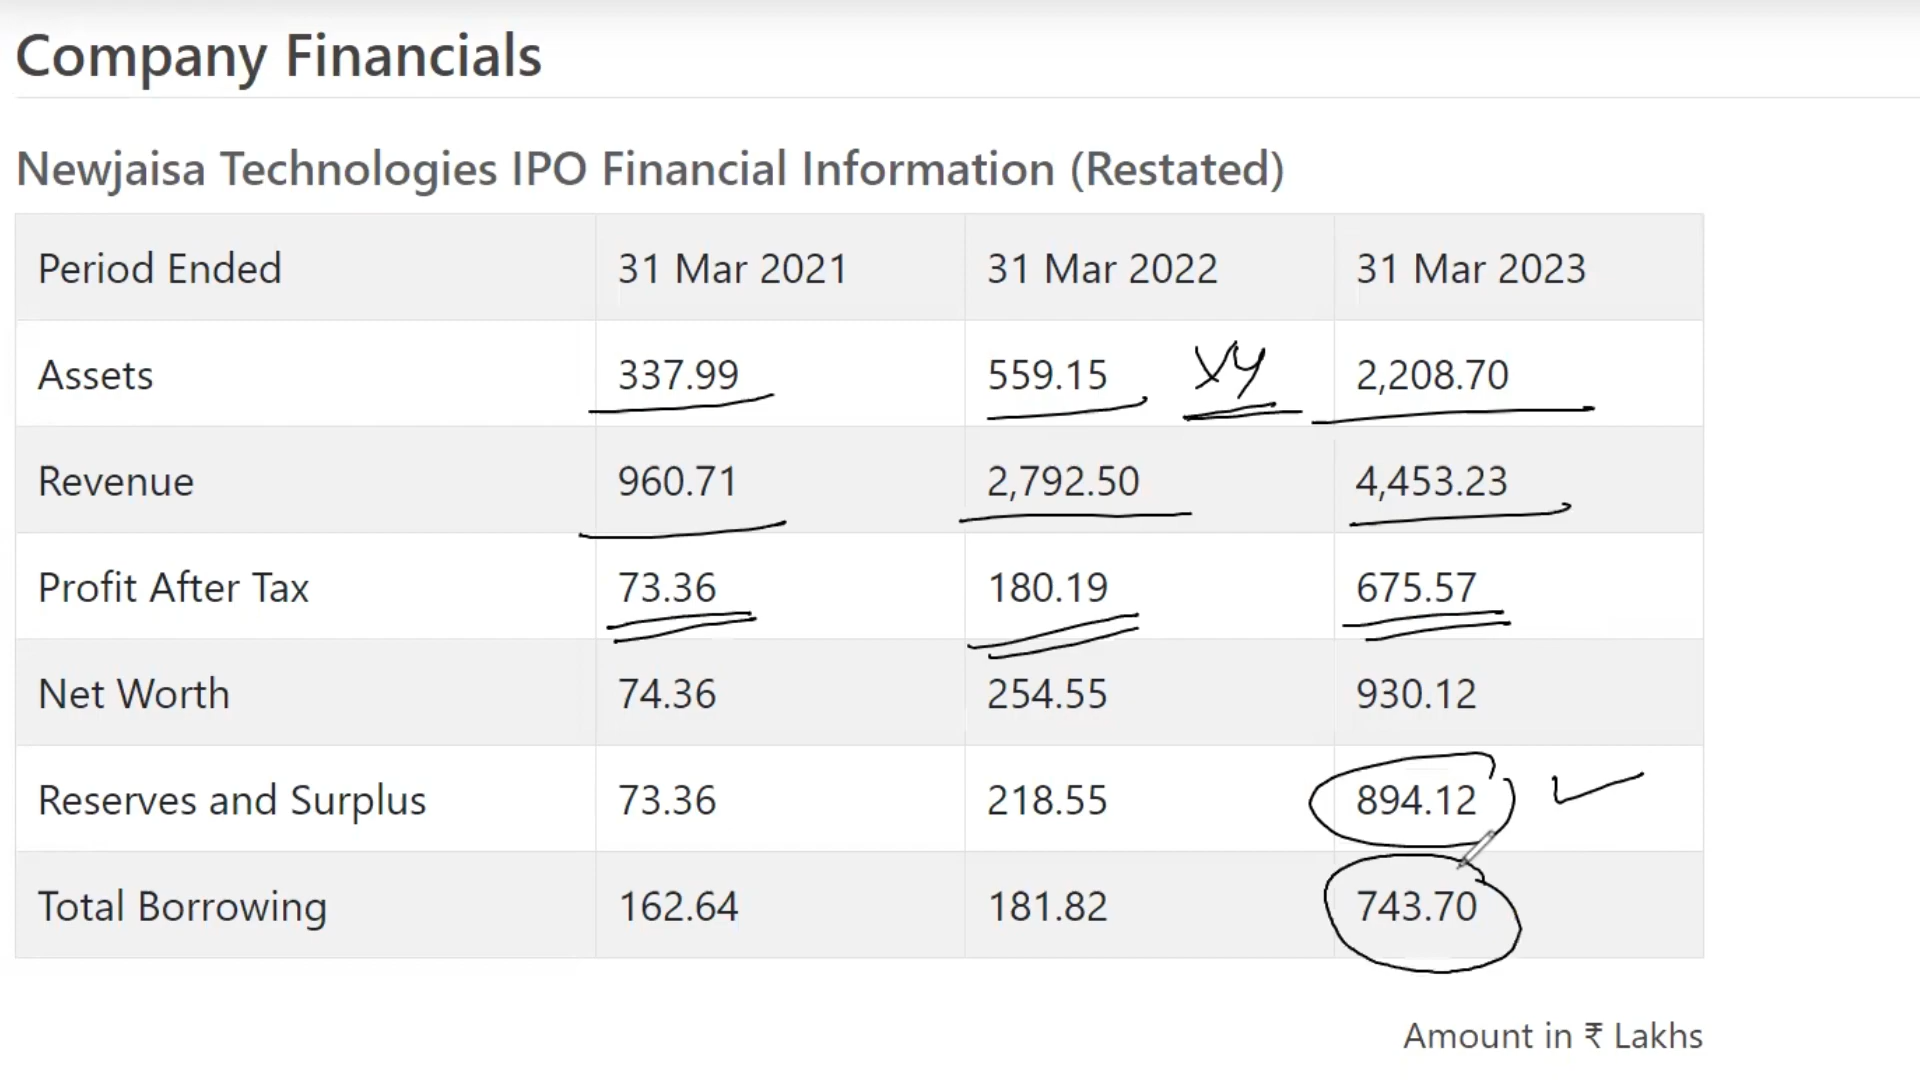 Company Financials
Newjaisa Technologies IPO Financial Information (Restated)
Period Ended 31 Mar 2021 31 Mar 2022 31 Mar 2023
Assets 337.99 559.15 X4 2,208.70
Revenue 960.71 2,792.50 4,453.23
Profit After Tax 73.36 180.19 675.57
Net Worth 74.36 254.55 930.12
Reserves and Surplus 73.36 218.55 894.12
Total Borrowing 162.64 181.82 743.70
Amount in ₹ Lakhs